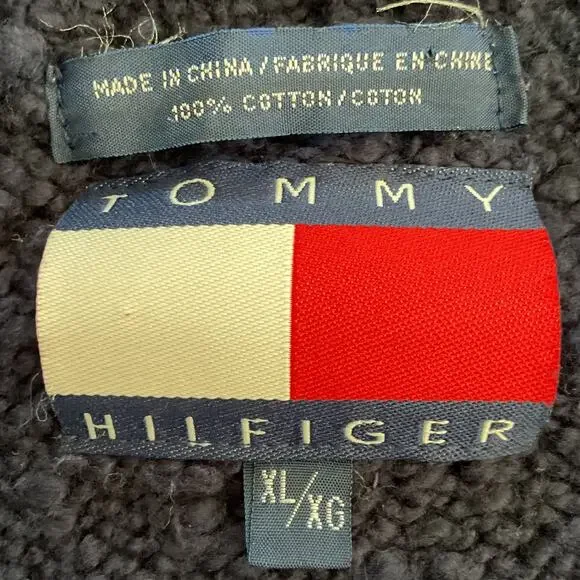 MADE IN CHINA / FABRIQUE EN CHINE
100% COTTON / COTON
TOMMY
HILFIGER
XL/XG